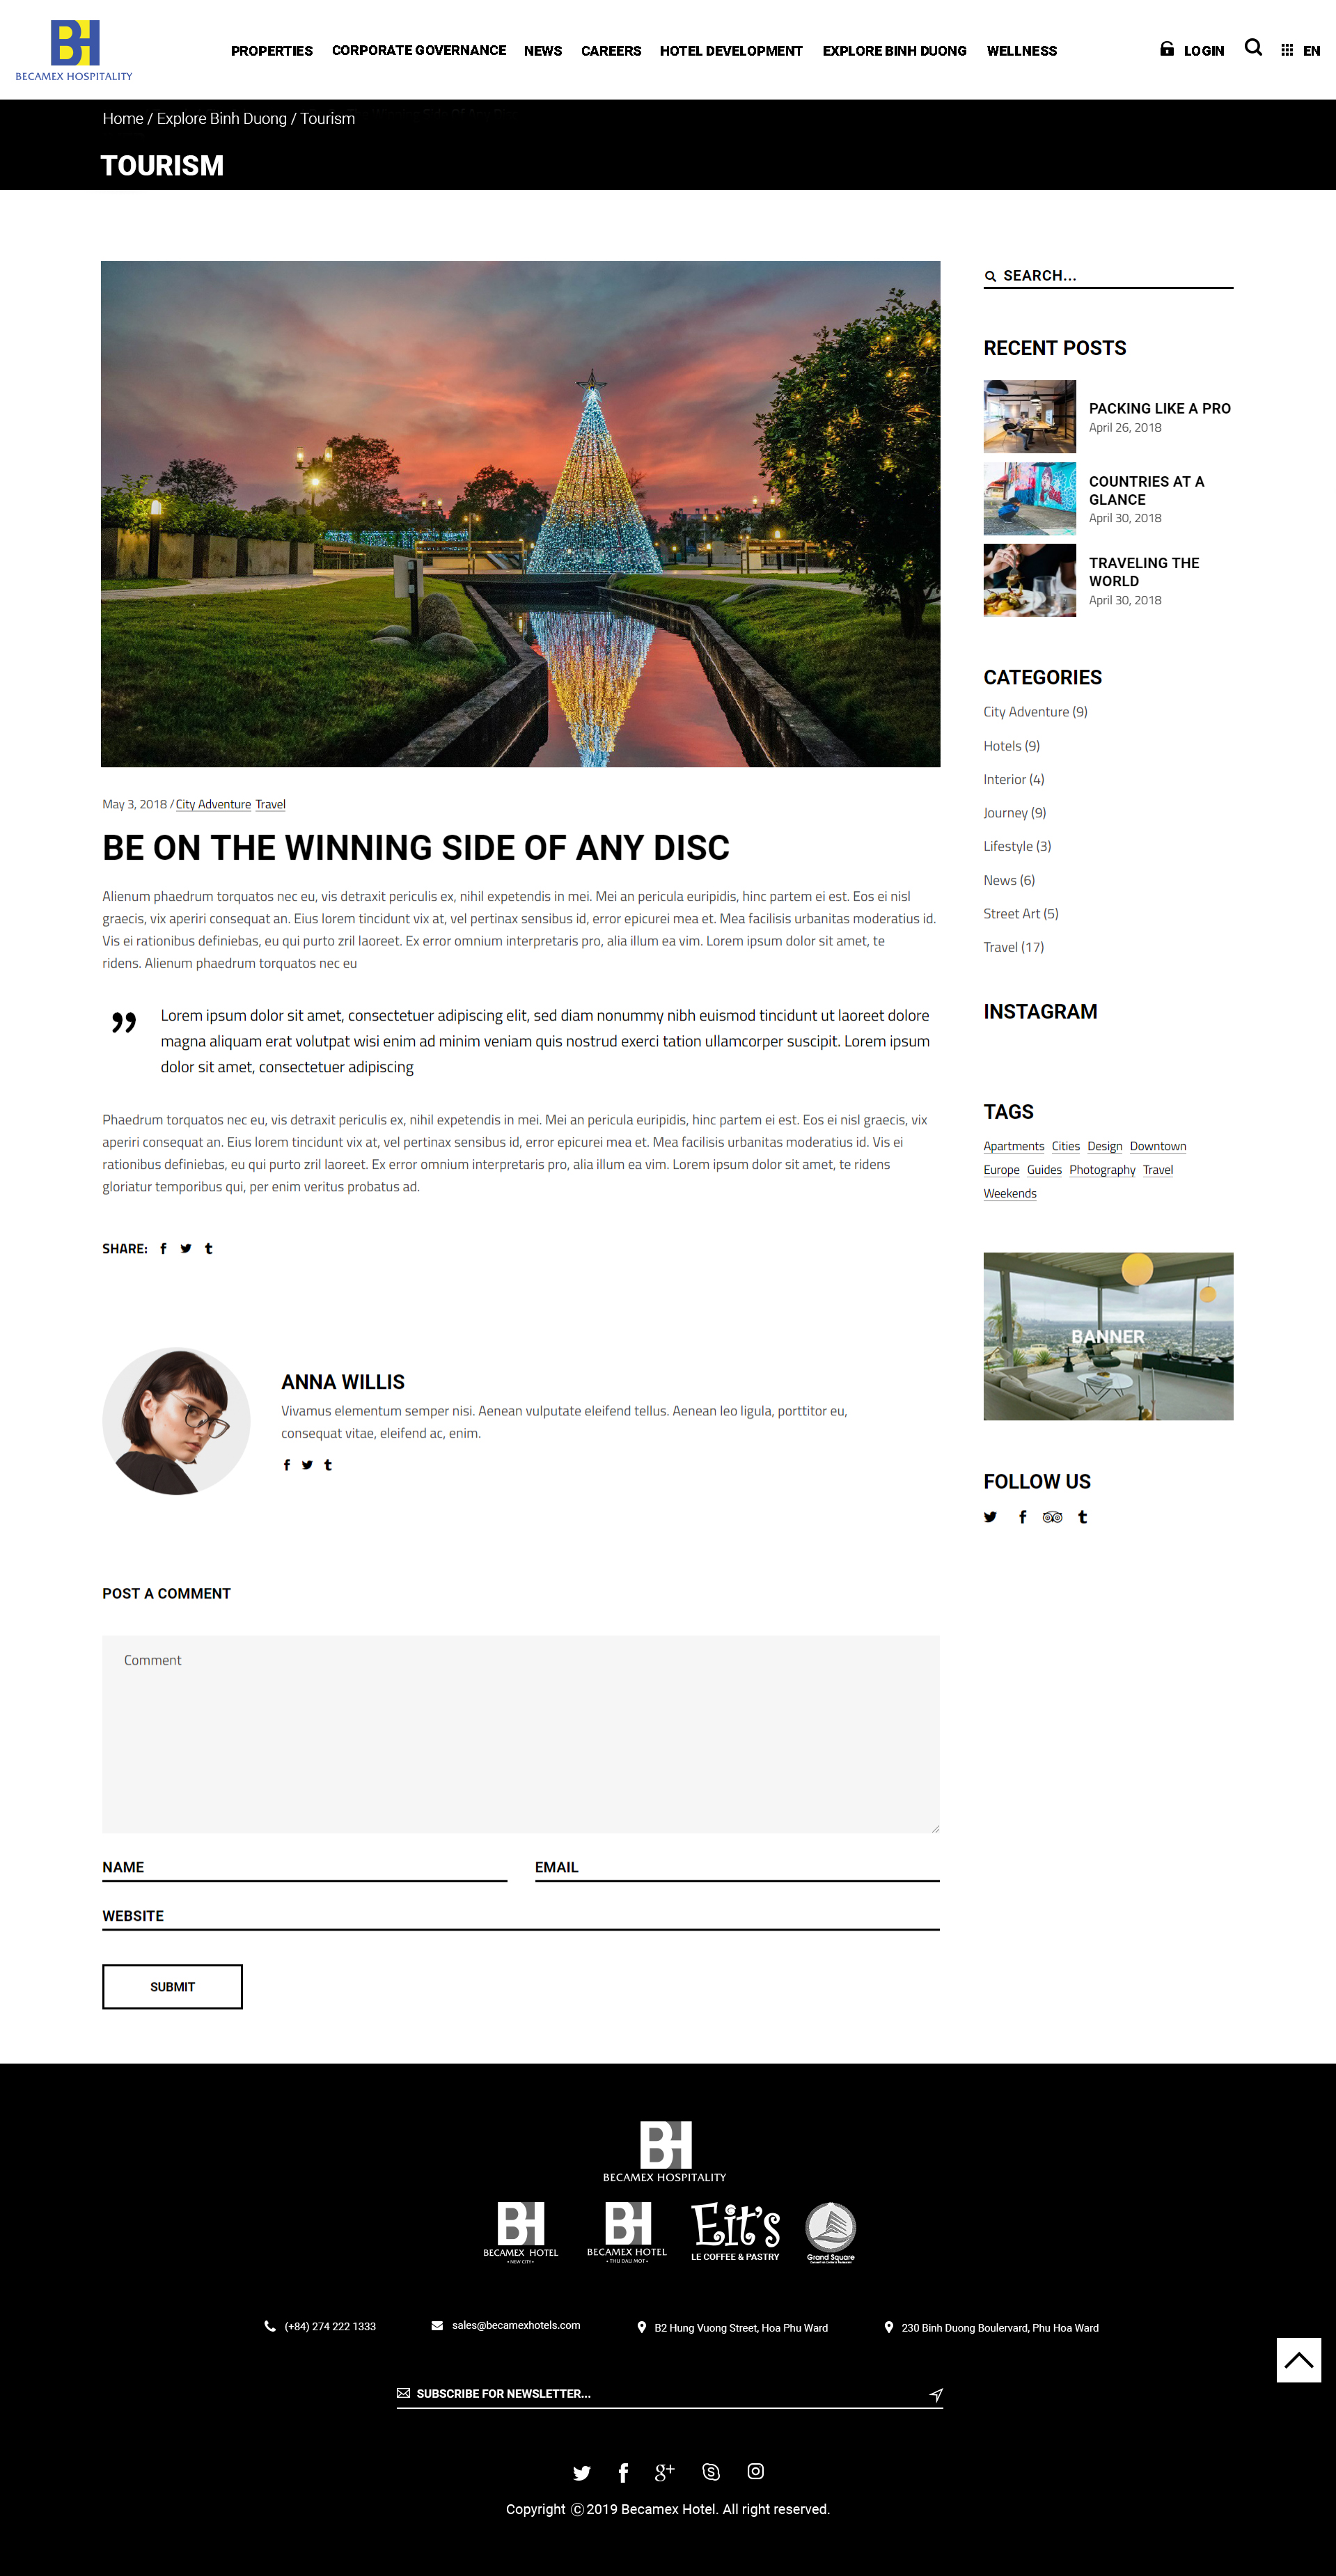 BH
BECAMEX HOSPITALITY
PROPERTIES CORPORATE GOVERNANCE NEWS CAREERS HOTEL DEVELOPMENT EXPLORE BINH DUONG WELLNESS LOGIN EN
Home / Explore Binh Duong / Tourism
TOURISM
May 3, 2018 / City Adventure Travel
BE ON THE WINNING SIDE OF ANY DISC
Alienum phaedrum torquatos nec eu, vis detraxit periculis ex, nihil expetendis in mei. Mei an pericula euripidis, hinc partem ei est. Eos ei nisl
graecis, vix aperiri consequat an. Eius lorem tincidunt vix at, vel pertinax sensibus id, error epicurei mea et. Mea facilisis urbanitas moderatius id.
Vis ei rationibus definiebas, eu qui purto zril laoreet. Ex error omnium interpretaris pro, alia illum ea vim. Lorem ipsum dolor sit amet, te
ridens. Alienum phaedrum torquatos nec eu
” Lorem ipsum dolor sit amet, consectetuer adipiscing elit, sed diam nonummy nibh euismod tincidunt ut laoreet dolore
magna aliquam erat volutpat wisi enim ad minim veniam quis nostrud exerci tation ullamcorper suscipit. Lorem ipsum
dolor sit amet, consectetuer adipiscing
Phaedrum torquatos nec eu, vis detraxit periculis ex, nihil expetendis in mei. Mei an pericula euripidis, hinc partem ei est. Eos ei nisl graecis, vix
aperiri consequat an. Eius lorem tincidunt vix at, vel pertinax sensibus id, error epicurei mea et. Mea facilisis urbanitas moderatius id. Vis ei
rationibus definiebas, eu qui purto zril laoreet. Ex error omnium interpretaris pro, alia illum ea vim. Lorem ipsum dolor sit amet, te ridens
gloriatur temporibus qui, per enim veritus probatus ad.
SHARE:
ANNA WILLIS
Vivamus elementum semper nisi. Aenean vulputate eleifend tellus. Aenean leo ligula, porttitor eu,
consequat vitae, eleifend ac, enim.
POST A COMMENT
Comment
NAME
EMAIL
WEBSITE
SUBMIT
SEARCH...
RECENT POSTS
PACKING LIKE A PRO
April 26, 2018
COUNTRIES AT A
GLANCE
April 30, 2018
TRAVELING THE
WORLD
April 30, 2018
CATEGORIES
City Adventure (9)
Hotels (9)
Interior (4)
Journey (9)
Lifestyle (3)
News (6)
Street Art (5)
Travel (17)
INSTAGRAM
TAGS
Apartments Cities Design Downtown
Europe Guides Photography Travel
Weekends
BANNER
FOLLOW US
BH
BECAMEX HOSPITALITY
BH
BECAMEX HOTEL
• NEW CITY •
BH
BECAMEX HOTEL
• THU DAU MOT •
Eit's
LE COFFEE & PASTRY
Grand Square
(+84) 274 222 1333
sales@becamexhotels.com
B2 Hung Vuong Street, Hoa Phu Ward
230 Binh Duong Boulervard, Phu Hoa Ward
SUBSCRIBE FOR NEWSLETTER...
Copyright © 2019 Becamex Hotel. All right reserved.